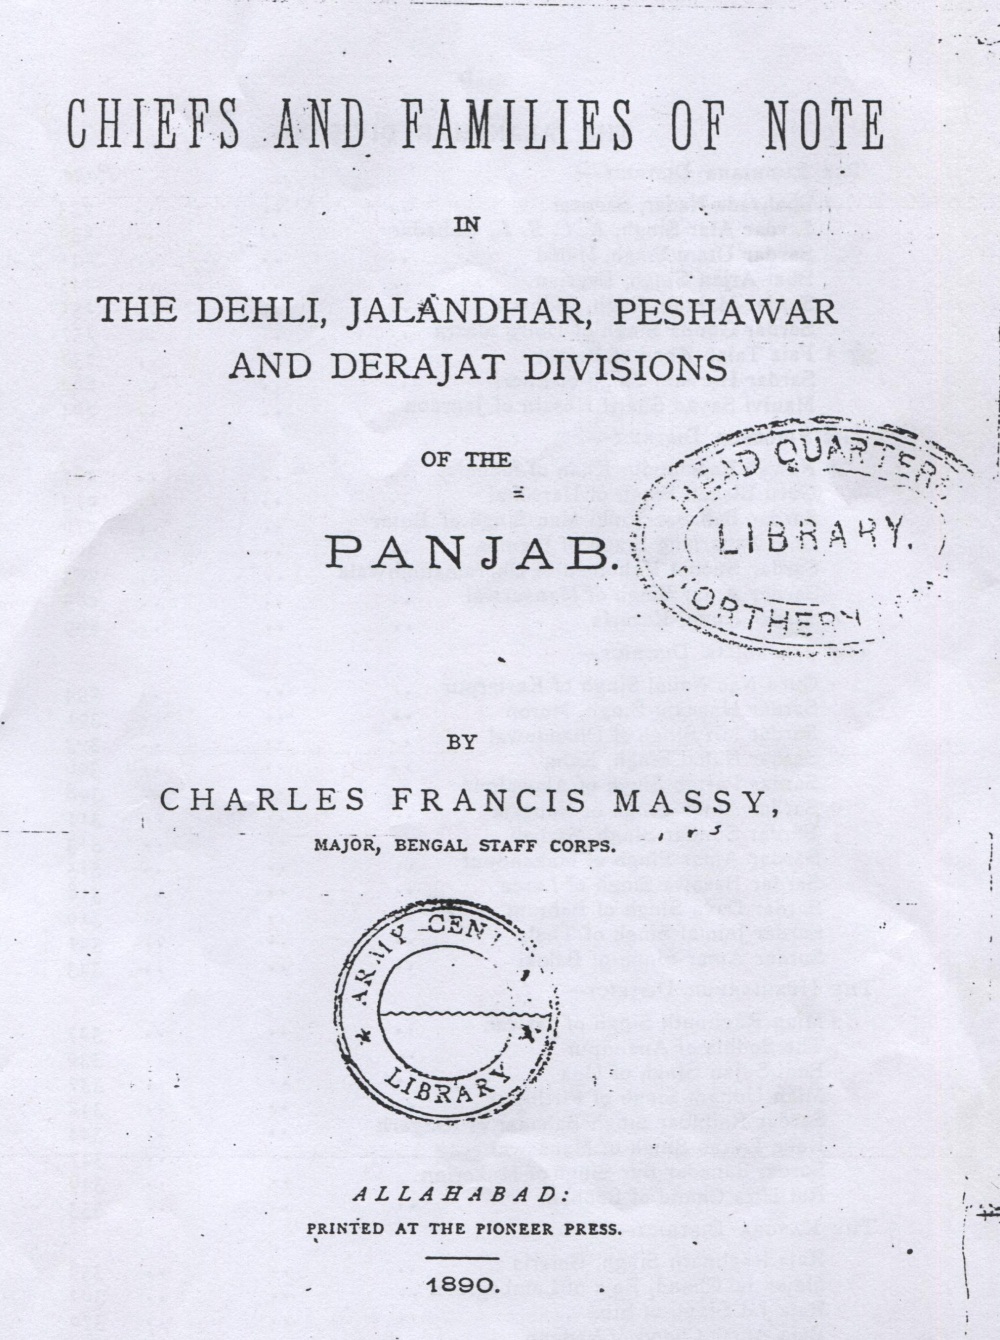 CHIEFS AND FAMILIES OF NOTE
IN
THE DEHLI, JALANDHAR, PESHAWAR
AND DERAJAT DIVISIONS
OF THE
PANJAB.
HEAD QUARTERS
LIBRARY.
NORTHERN
BY
CHARLES FRANCIS MASSY,
MAJOR, BENGAL STAFF CORPS.
ARMY
LIBRARY
ALLAHABAD:
PRINTED AT THE PIONEER PRESS.
1890.